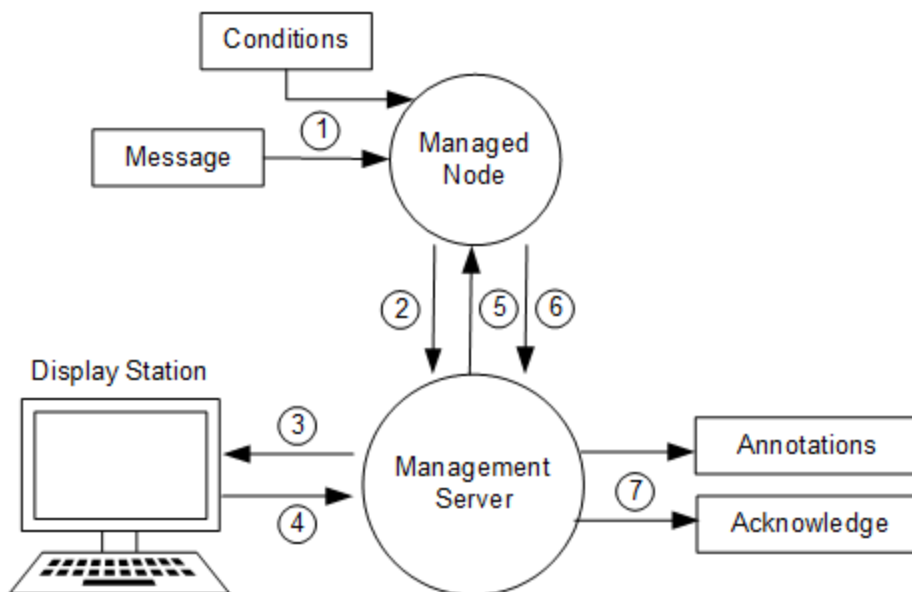 Conditions
1
Message
Managed
Node
2
5
6
Display Station
3
4
Management
Server
Annotations
7
Acknowledge